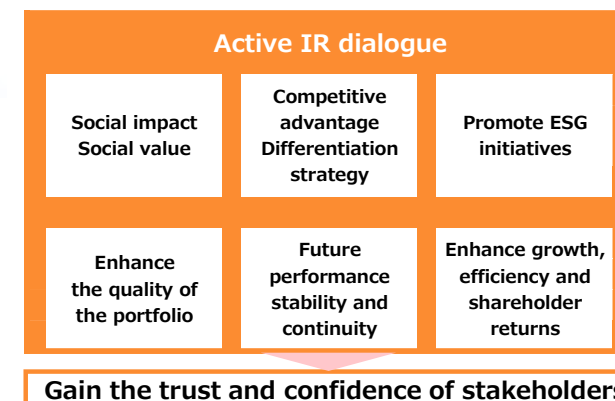 Active IR dialogue
Social impact
Social value
Competitive
advantage
Differentiation
strategy
Promote ESG
initiatives
Enhance
the quality of
the portfolio
Future
performance
stability and
continuity
Enhance growth,
efficiency and
shareholder
returns
Gain the trust and confidence of stakeholders